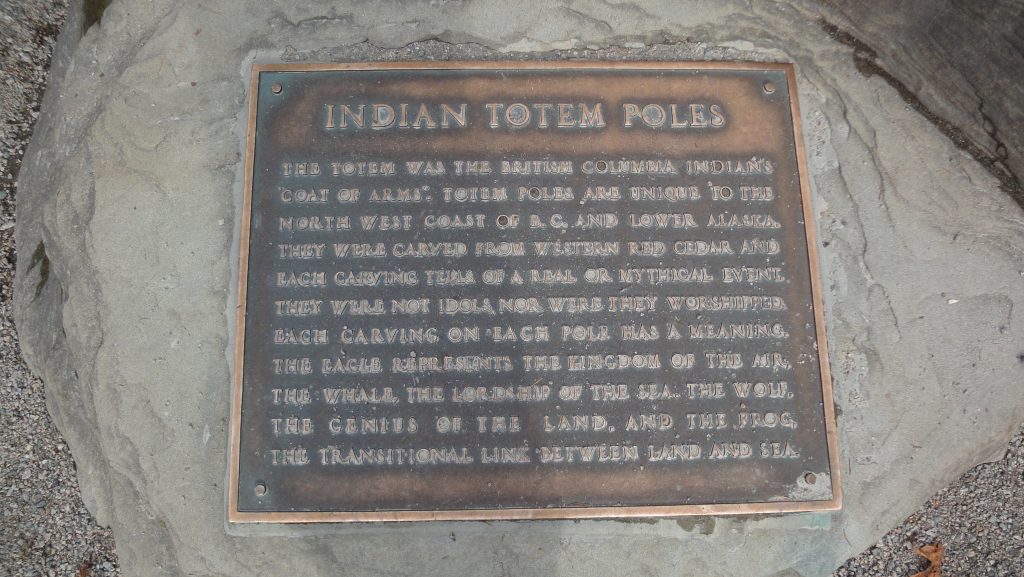 INDIAN TOTEM POLES
THE TOTEM WAS THE BRITISH COLUMBIA INDIAN'S
"COAT OF ARMS". TOTEM POLES ARE UNIQUE TO THE
NORTH WEST COAST OF B.C. AND LOWER ALASKA.
THEY WERE CARVED FROM WESTERN RED CEDAR AND
EACH CARVING TELLS OF A REAL OR MYTHICAL EVENT.
THEY WERE NOT IDOLS, NOR WERE THEY WORSHIPPED.
EACH CARVING ON EACH POLE HAS A MEANING.
THE EAGLE REPRESENTS THE KINGDOM OF THE AIR,
THE WHALE, THE LORDSHIP OF THE SEA. THE WOLF,
THE GENIUS OF THE LAND, AND THE FROG,
THE TRANSITIONAL LINK BETWEEN LAND AND SEA.